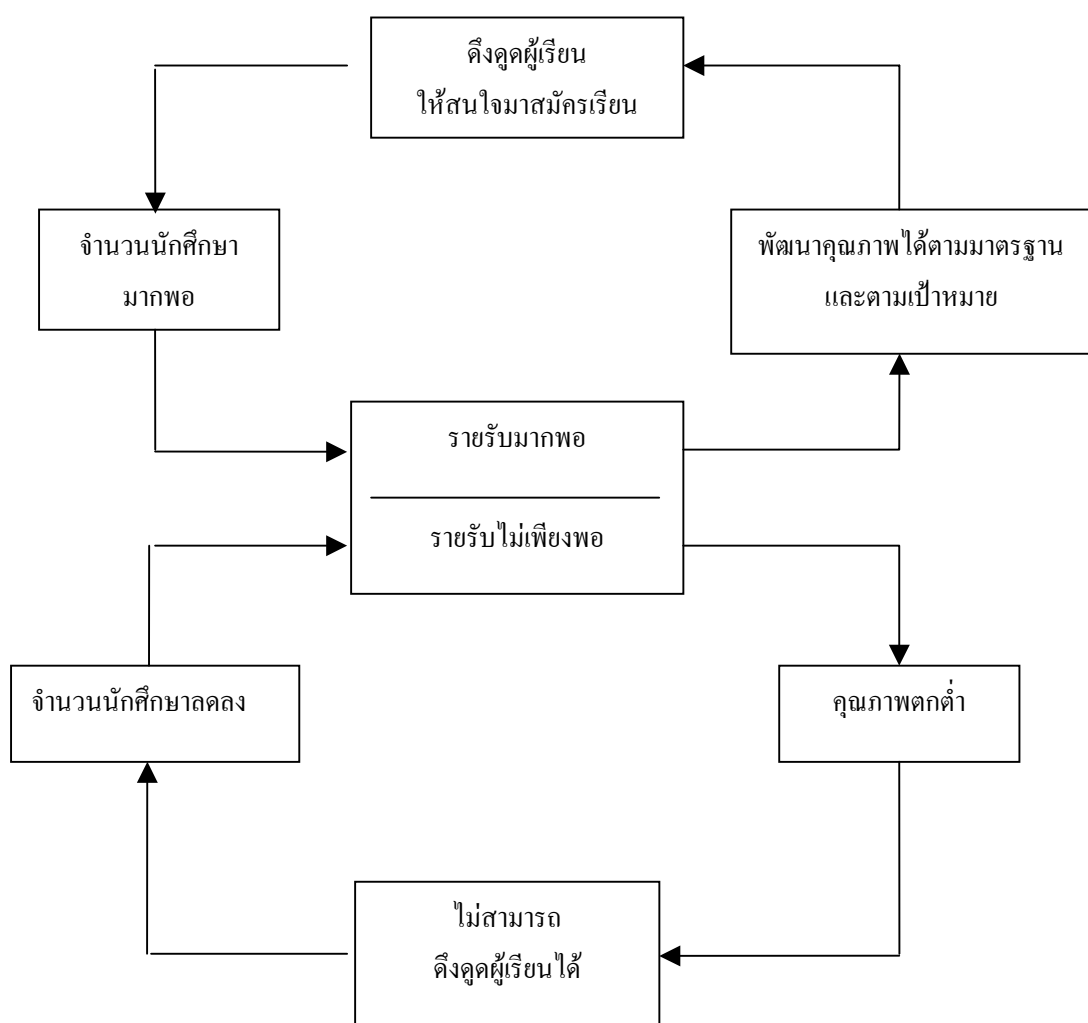 ดึงดูดผู้เรียน
ให้สนใจมาสมัครเรียน
จำนวนนักศึกษา
มากพอ
พัฒนาคุณภาพได้ตามมาตรฐาน
และตามเป้าหมาย
รายรับมากพอ
รายรับไม่เพียงพอ
จำนวนนักศึกษาลดลง
คุณภาพตกต่ำ
ไม่สามารถ
ดึงดูดผู้เรียนได้